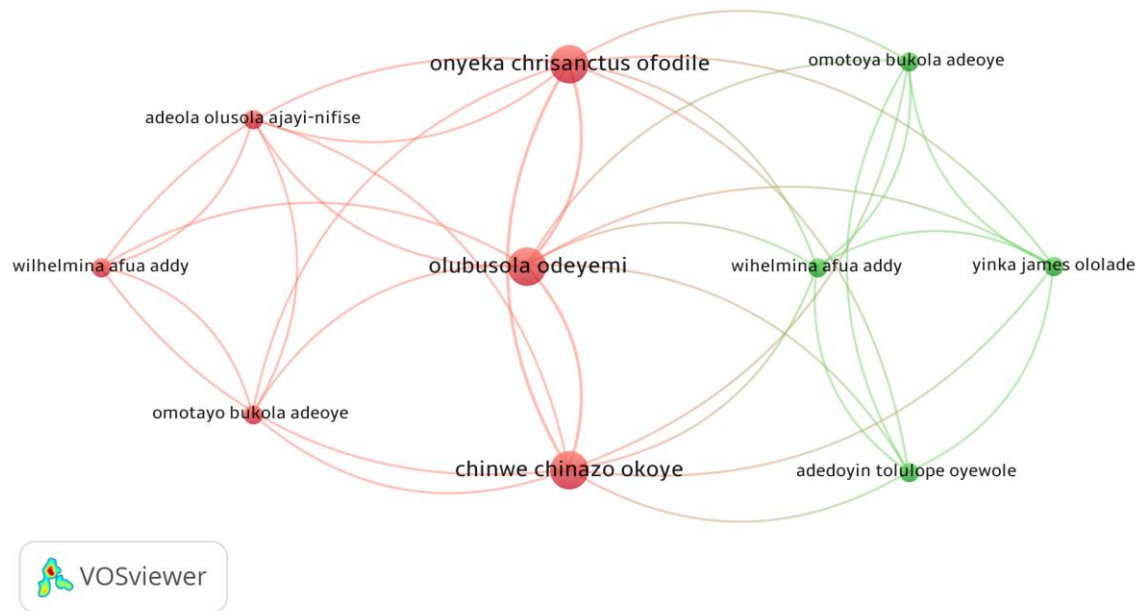 onyeka chrisanctus ofodile
omotoya bukola adeoye
adeola olusola ajayi-nifise
wilhelmina afua addy
olubusola odeyemi
wihelmina afua addy
yinka james ololade
omotayo bukola adeoye
chinwe chinazo okoye
adedoyin tolulope oyewole
VOSviewer